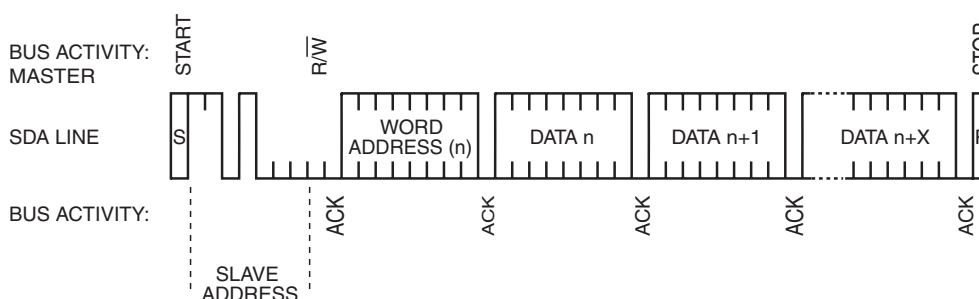 BUS ACTIVITY:
MASTER
START
R/W
STOP
SDA LINE
S
WORD
ADDRESS (n)
DATA n
DATA n+1
DATA n+X
P
BUS ACTIVITY:
ACK
ACK
ACK
ACK
ACK
SLAVE
ADDRESS